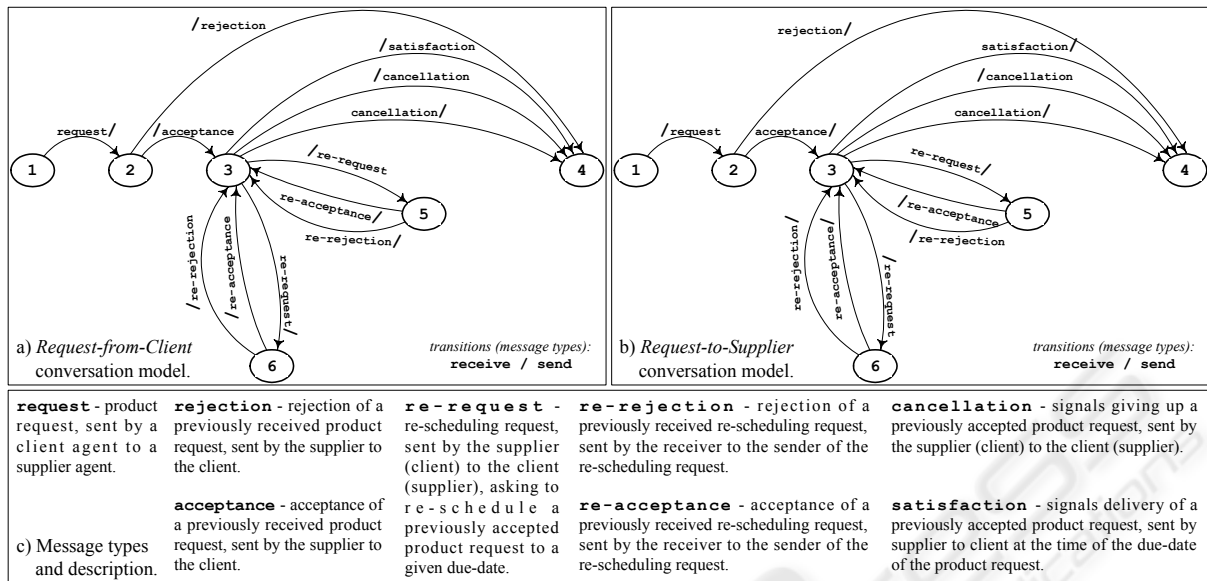 /rejection
/satisfaction
/cancellation
cancellation/
request/
/acceptance
1
2
3
4
/re-request
re-acceptance/
re-rejection/
5
/re-rejection
/re-acceptance
re-request/
6
a) Request-from-Client
conversation model.
transitions (message types):
receive / send
rejection/
satisfaction/
/cancellation
cancellation/
/request
acceptance/
1
2
3
4
re-request/
/re-acceptance
/re-rejection
5
re-rejection/
re-acceptance/
/re-request
6
b) Request-to-Supplier
conversation model.
transitions (message types):
receive / send
request - product
request, sent by a
client agent to a
supplier agent.
c) Message types
and description.
rejection - rejection of a
previously received product
request, sent by the supplier to
the client.
acceptance - acceptance of
a previously received product
request, sent by the supplier to
the client.
re-request -
re-scheduling request,
sent by the supplier
(client) to the client
(supplier), asking to
re-schedule a
previously accepted
product request to a
given due-date.
re-rejection - rejection of a
previously received re-scheduling request,
sent by the receiver to the sender of the
re-scheduling request.
re-acceptance - acceptance of a
previously received re-scheduling request,
sent by the receiver to the sender of the
re-scheduling request.
cancellation - signals giving up a
previously accepted product request, sent by
the supplier (client) to the client (supplier).
satisfaction - signals delivery of a
previously accepted product request, sent by
supplier to client at the time of the due-date
of the product request.